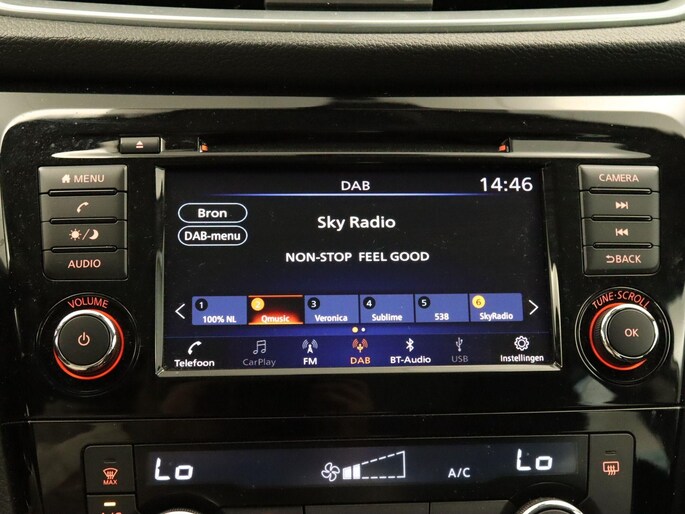 MENU
AUDIO
VOLUME
DAB 14:46
Bron
DAB-menu
Sky Radio
NON-STOP FEEL GOOD
1 2 3 4 5 6
100% NL Qmusic Veronica Sublime 538 SkyRadio
Telefoon CarPlay FM DAB BT-Audio USB Instellingen
CAMERA
BACK
TUNE·SCROLL
OK
MAX
Lo A/C Lo
A/C